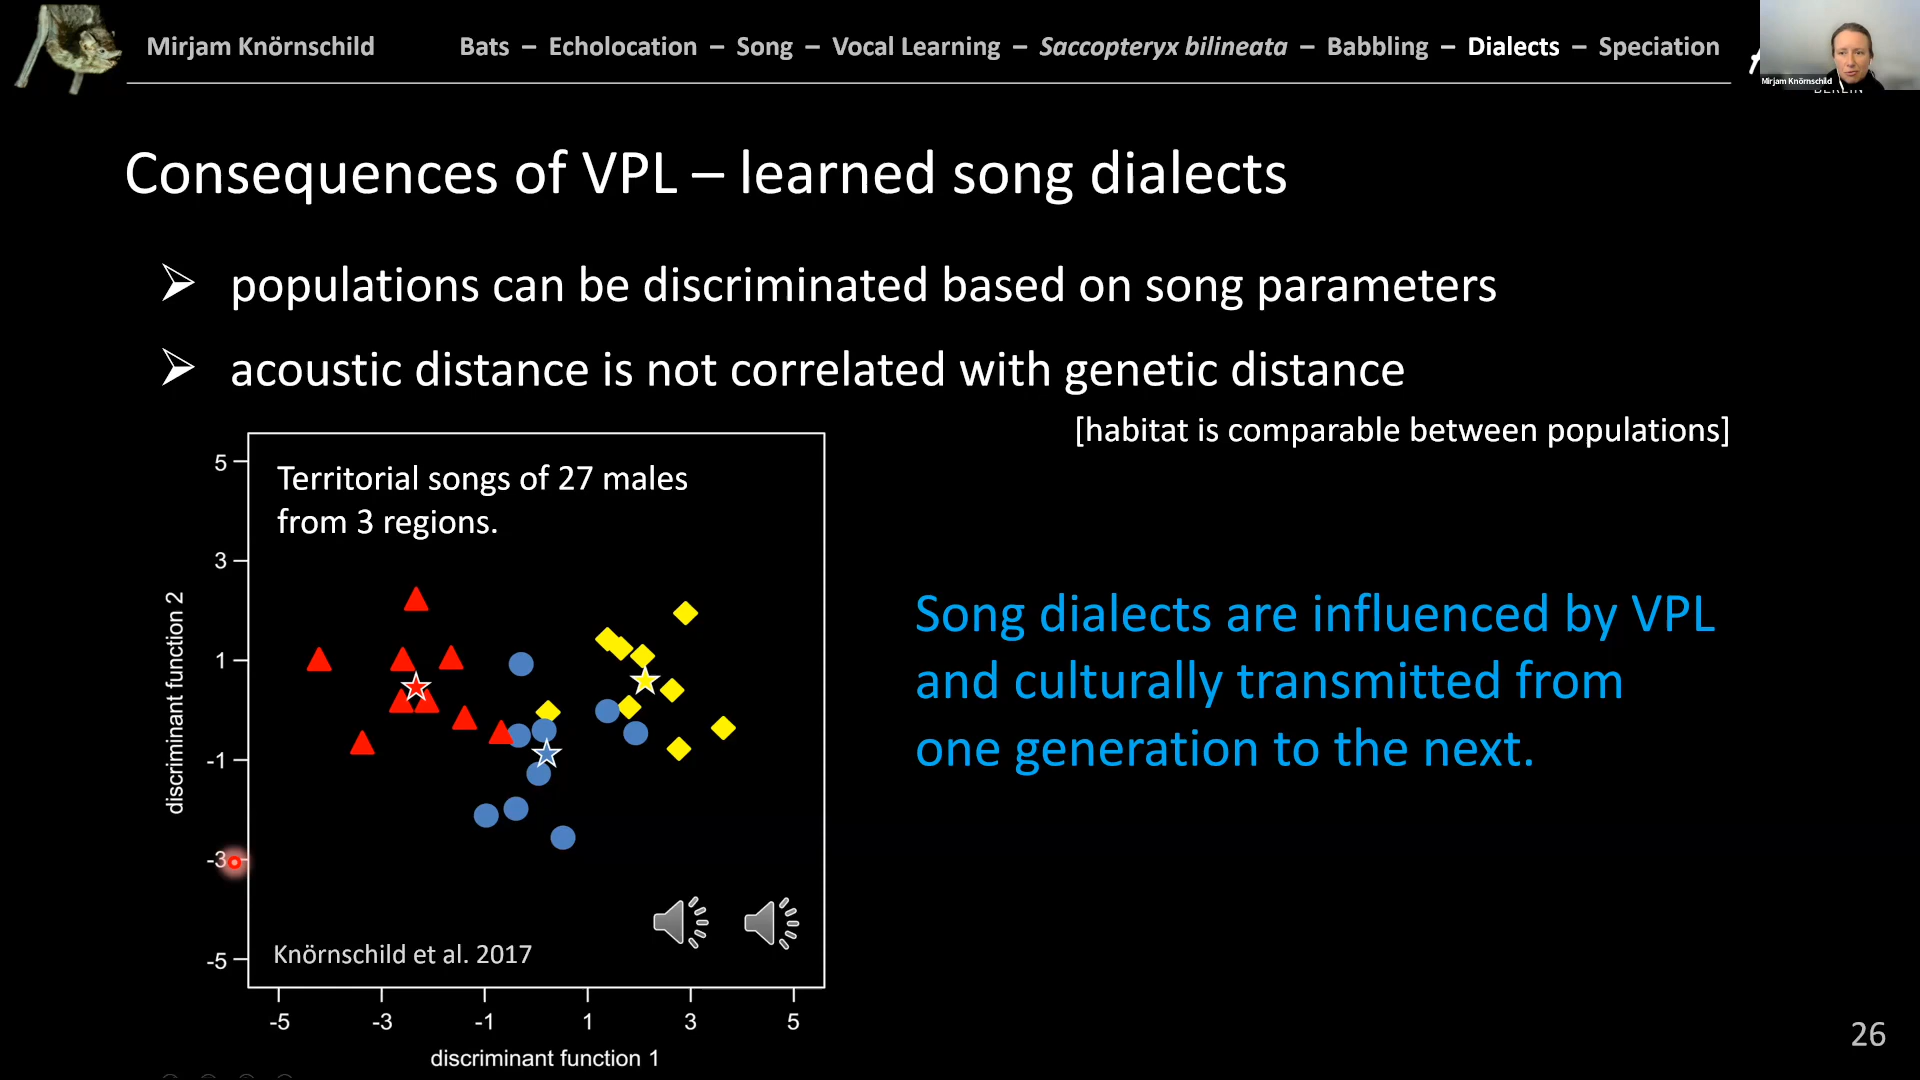 Mirjam Knörnschild
Bats – Echolocation – Song – Vocal Learning – Saccopteryx bilineata – Babbling – Dialects – Speciation
Mirjam Knörnschild
Consequences of VPL – learned song dialects
➢ populations can be discriminated based on song parameters
➢ acoustic distance is not correlated with genetic distance
[habitat is comparable between populations]
Territorial songs of 27 males
from 3 regions.
5
3
1
-1
-3
-5
discriminant function 2
Knörnschild et al. 2017
-5 -3 -1 1 3 5
discriminant function 1
Song dialects are influenced by VPL
and culturally transmitted from
one generation to the next.
26